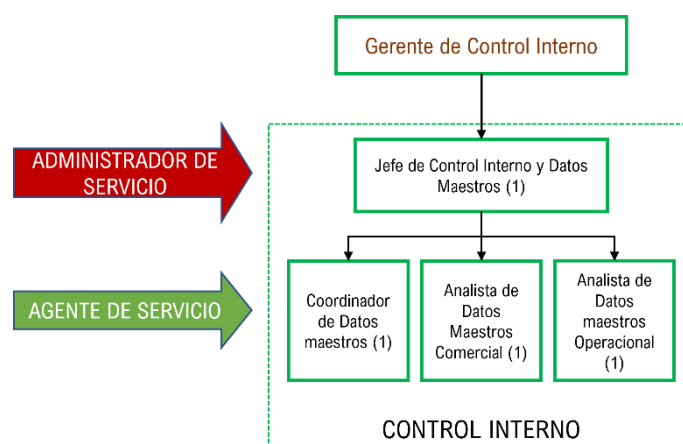 Gerente de Control Interno
ADMINISTRADOR DE
SERVICIO
Jefe de Control Interno y Datos
Maestros (1)
AGENTE DE SERVICIO
Coordinador
de Datos
maestros (1)
Analista de
Datos
Maestros
Comercial (1)
Analista de
Datos
maestros
Operacional
(1)
CONTROL INTERNO